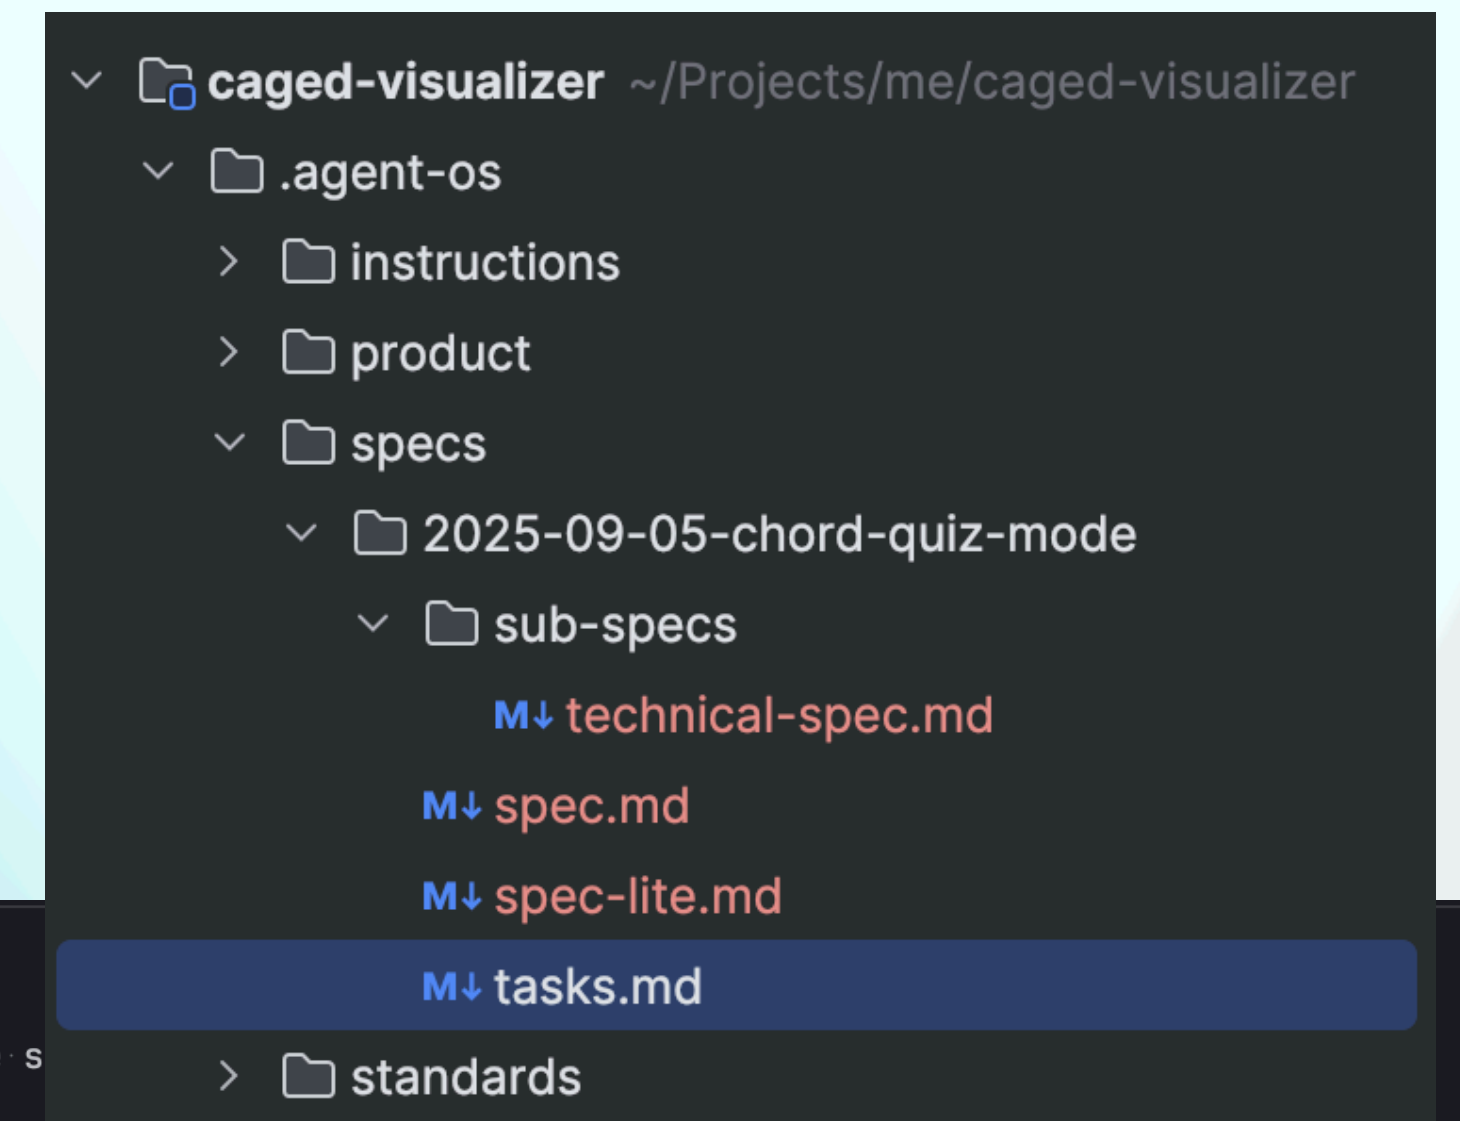 caged-visualizer ~/Projects/me/caged-visualizer
.agent-os
instructions
product
specs
2025-09-05-chord-quiz-mode
sub-specs
M↓ technical-spec.md
M↓ spec.md
M↓ spec-lite.md
M↓ tasks.md
s
standards